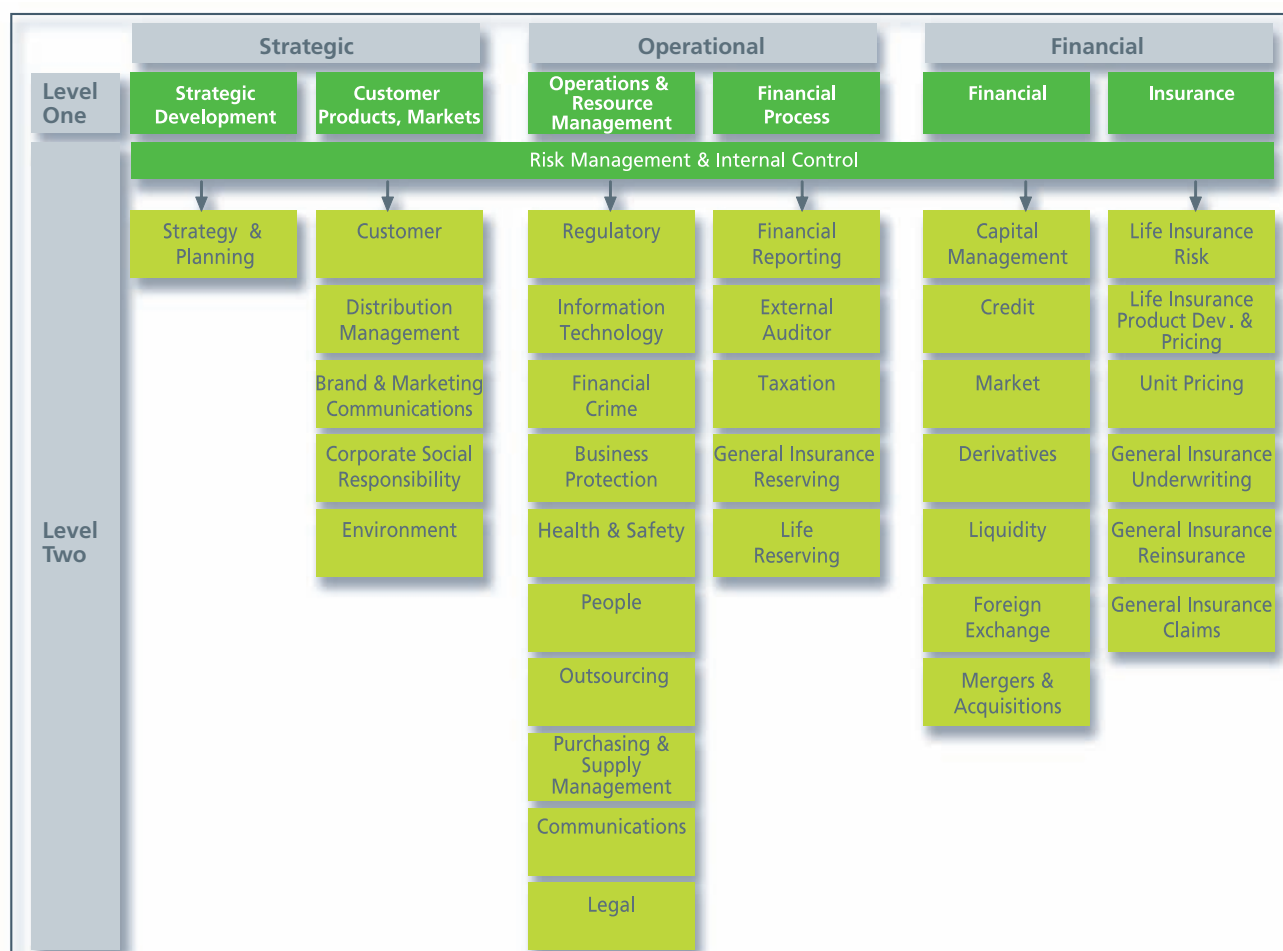 Strategic
Operational
Financial
Level
One
Strategic
Development
Customer
Products, Markets
Operations &
Resource
Management
Financial
Process
Financial
Insurance
Risk Management & Internal Control
Level
Two
Strategy &
Planning
Customer
Distribution
Management
Brand & Marketing
Communications
Corporate Social
Responsibility
Environment
Regulatory
Information
Technology
Financial
Crime
Business
Protection
Health & Safety
People
Outsourcing
Purchasing &
Supply
Management
Communications
Legal
Financial
Reporting
External
Auditor
Taxation
General Insurance
Reserving
Life
Reserving
Capital
Management
Credit
Market
Derivatives
Liquidity
Foreign
Exchange
Mergers &
Acquisitions
Life Insurance
Risk
Life Insurance
Product Dev. &
Pricing
Unit Pricing
General Insurance
Underwriting
General Insurance
Reinsurance
General Insurance
Claims